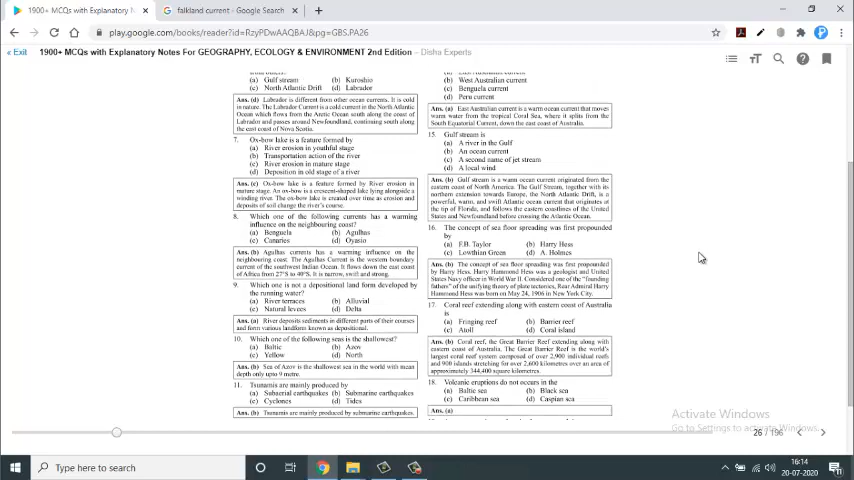 1900+ MCQs with Explanatory N
falkland current - Google Search
play.google.com/books/reader?id=RzyPDwAAQBAJ&pg=GBS.PA26
Exit
1900+ MCQs with Explanatory Notes For GEOGRAPHY, ECOLOGY & ENVIRONMENT 2nd Edition – Disha Experts
(a) Gulf stream (b) Kuroshio
(c) North Atlantic Drift (d) Labrador
Ans. (d) Labrador is different from other ocean currents. It is cold
in nature. The Labrador Current is a cold current in the North Atlantic
Ocean which flows from the Arctic Ocean south along the coast of
Labrador and passes around Newfoundland, continuing south along
the east coast of Nova Scotia.
7. Ox-bow lake is a feature formed by
(a) River erosion in youthful stage
(b) Transportation action of the river
(c) River erosion in mature stage
(d) Deposition in old stage of a river
Ans. (c) Ox-bow lake is a feature formed by River erosion in
mature stage. An ox-bow is a crescent-shaped lake lying alongside a
winding river. The ox-bow lake is created over time as erosion and
deposits of soil change the river's course.
8. Which one of the following currents has a warming
influence on the neighbouring coast?
(a) Benguela (b) Agulhas
(c) Canaries (d) Oyasio
Ans. (b) Agulhas currents has a warming influence on the
neighbouring coast. The Agulhas Current is the western boundary
current of the southwest Indian Ocean. It flows down the east coast
of Africa from 27°S to 40°S. It is narrow, swift and strong.
9. Which one is not a depositional land form developed by
the running water?
(a) River terraces (b) Alluvial
(c) Natural levees (d) Delta
Ans. (a) River deposits sediments in different parts of their courses
and form various landform known as depositional.
10. Which one of the following seas is the shallowest?
(a) Baltic (b) Azov
(c) Yellow (d) North
Ans. (b) Sea of Azov is the shallowest sea in the world with mean
depth only upto 9 metre.
11. Tsunamis are mainly produced by
(a) Subaerial earthquakes (b) Submarine earthquakes
(c) Cyclones (d) Tides
Ans. (b) Tsunamis are mainly produced by submarine earthquakes.
(b) West Australian current
(c) Benguela current
(d) Peru current
Ans. (a) East Australian current is a warm ocean current that moves
warm water from the tropical Coral Sea, where it splits from the
South Equatorial Current, down the east coast of Australia.
15. Gulf stream is
(a) A river in the Gulf
(b) An ocean current
(c) A second name of jet stream
(d) A local wind
Ans. (b) Gulf stream is a warm ocean current originated from the
eastern coast of North America. The Gulf Stream, together with its
northern extension towards Europe, the North Atlantic Drift, is a
powerful, warm, and swift Atlantic ocean current that originates at
the tip of Florida, and follows the eastern coastlines of the United
States and Newfoundland before crossing the Atlantic Ocean.
16. The concept of sea floor spreading was first propounded
by
(a) F.B. Taylor (b) Harry Hess
(c) Lowthian Green (d) A. Holmes
Ans. (b) The concept of sea floor spreading was first propounded
by Harry Hess. Harry Hammond Hess was a geologist and United
States Navy officer in World War II. Considered one of the "founding
fathers" of the unifying theory of plate tectonics, Rear Admiral Harry
Hammond Hess was born on May 24, 1906 in New York City.
17. Coral reef extending along with eastern coast of Australia
is
(a) Fringing reef (b) Barrier reef
(c) Atoll (d) Coral island
Ans. (b) Coral reef, the Great Barrier Reef extending along with
eastern coast of Australia. The Great Barrier Reef is the world's
largest coral reef system composed of over 2,900 individual reefs
and 900 islands stretching for over 2,600 kilometres over an area of
approximately 344,400 square kilometres.
18. Volcanic eruptions do not occurs in the
(a) Baltic sea (b) Black sea
(c) Caribbean sea (d) Caspian sea
Ans. (a)
Activate Windows
Go to Settings to activate Windows.
26 / 196
Type here to search
16:14
20-07-2020